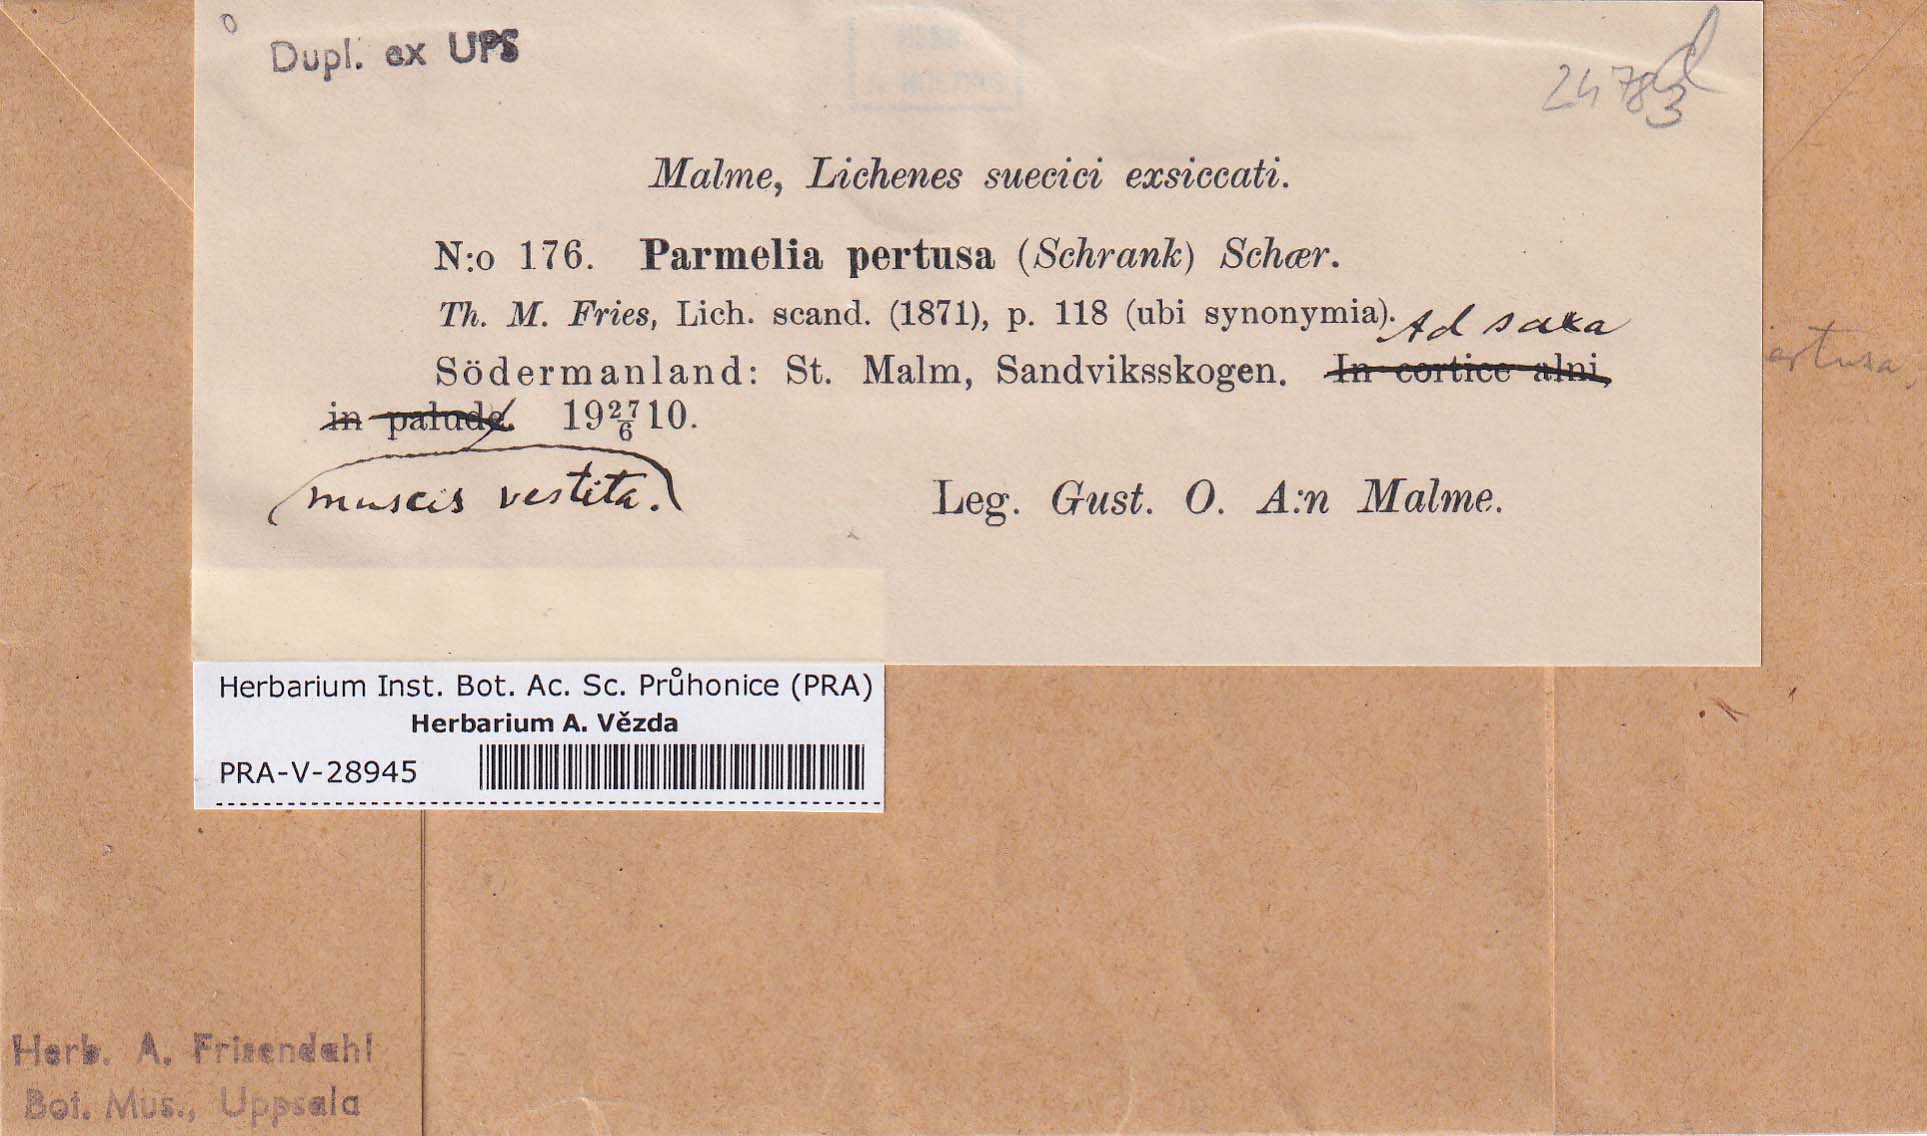 Dupl. ex UPS
Malme, Lichenes suecici exsiccati.
N:o 176. Parmelia pertusa (Schrank) Schær.
Th. M. Fries, Lich. scand. (1871), p. 118 (ubi synonymia).
Ad saxa
Södermanland: St. Malm, Sandviksskogen. In cortice alni,
in palude. 19 27/6 10.
muscis vestita.
Leg. Gust. O. A:n Malme.
Herbarium Inst. Bot. Ac. Sc. Průhonice (PRA)
Herbarium A. Vězda
PRA-V-28945
Herb. A. Frisendahl
Bot. Mus., Uppsala